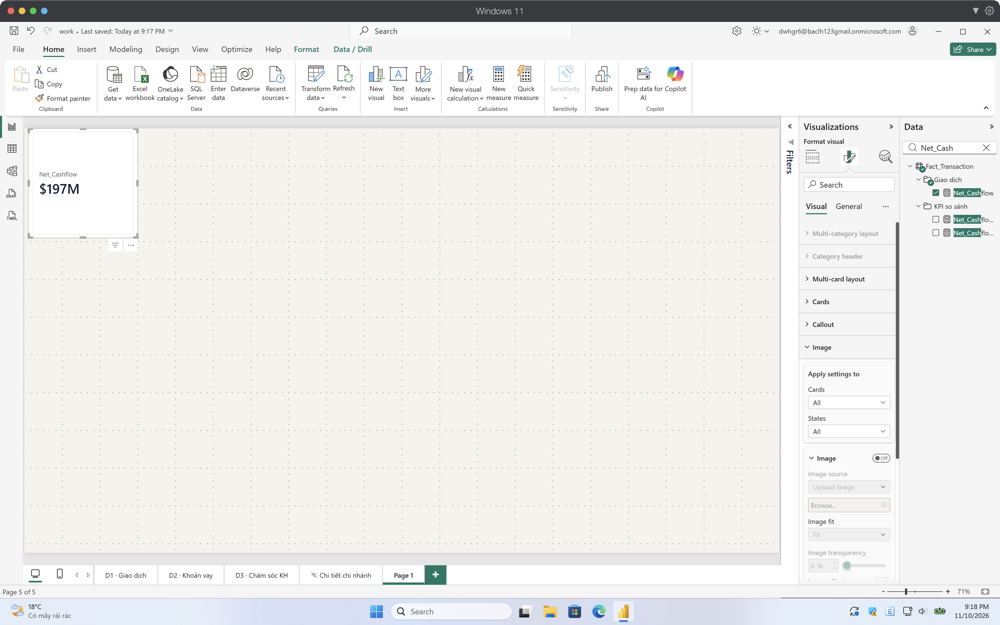 Windows 11
work • Last saved: Today at 9:17 PM
Search
dwhgr6@baclh123gmail.onmicrosoft.com
File Home Insert Modeling Design View Optimize Help Format Data / Drill
Share
Paste
Cut
Copy
Format painter
Get data
Excel workbook
OneLake catalog
SQL Server
Enter data
Dataverse
Recent sources
Transform data
Refresh
New visual
Text box
More visuals
New visual calculation
New measure
Quick measure
Sensitivity
Publish
Prep data for AI
Copilot
Clipboard Data Queries Insert Calculations Sensitivity Share Copilot
Net_Cashflow
$197M
Filters
Visualizations
Format visual
Search
Visual General
Multi-category layout
Category header
Multi-card layout
Cards
Callout
Image
Apply settings to
Cards
All
States
All
Image
Off
Image source
Upload image
Browse...
Image fit
Fit
Image transparency
0 %
Data
Net_Cash
Fact_Transaction
Giao dịch
Net_Cashflow
KPI so sánh
Net_Cashflo...
Net_Cashflo...
DAX
TMDL
D1 · Giao dịch
D2 · Khoản vay
D3 · Chăm sóc KH
Chi tiết chi nhánh
Page 1
Page 5 of 5
71%
18°C
Có mây rải rác
Search
9:18 PM
11/10/2026